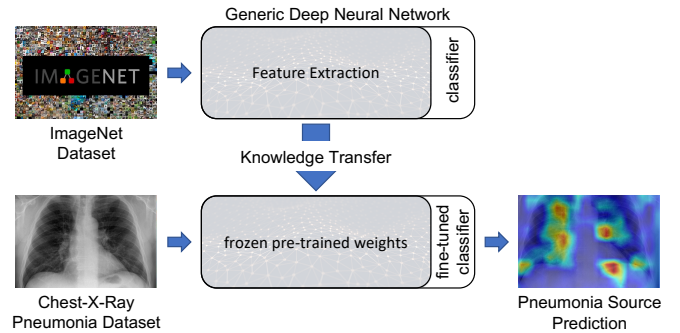 Generic Deep Neural Network
IMAGENET
Feature Extraction
classifier
ImageNet
Dataset
Knowledge Transfer
frozen pre-trained weights
fine-tuned
classifier
Chest-X-Ray
Pneumonia Dataset
Pneumonia Source
Prediction